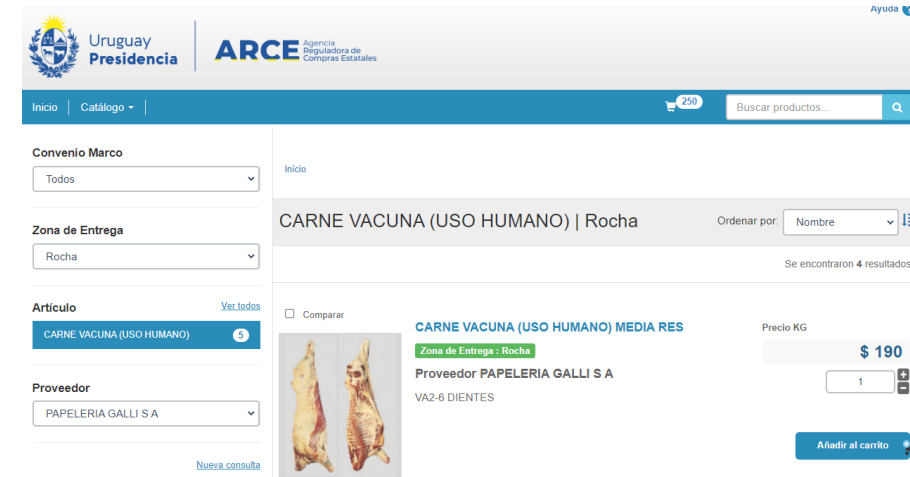 Ayuda
Uruguay
Presidencia
ARCE
Agencia
Reguladora de
Compras Estatales
Inicio
Catálogo
250
Buscar productos...
Convenio Marco
Todos
Inicio
CARNE VACUNA (USO HUMANO) | Rocha
Ordenar por:
Nombre
Zona de Entrega
Rocha
Se encontraron 4 resultados
Artículo
Ver todos
CARNE VACUNA (USO HUMANO)
5
Comparar
CARNE VACUNA (USO HUMANO) MEDIA RES
Precio KG
Zona de Entrega : Rocha
$ 190
Proveedor PAPELERIA GALLI S A
1
VA2-6 DIENTES
Proveedor
PAPELERIA GALLI S A
Añadir al carrito
Nueva consulta